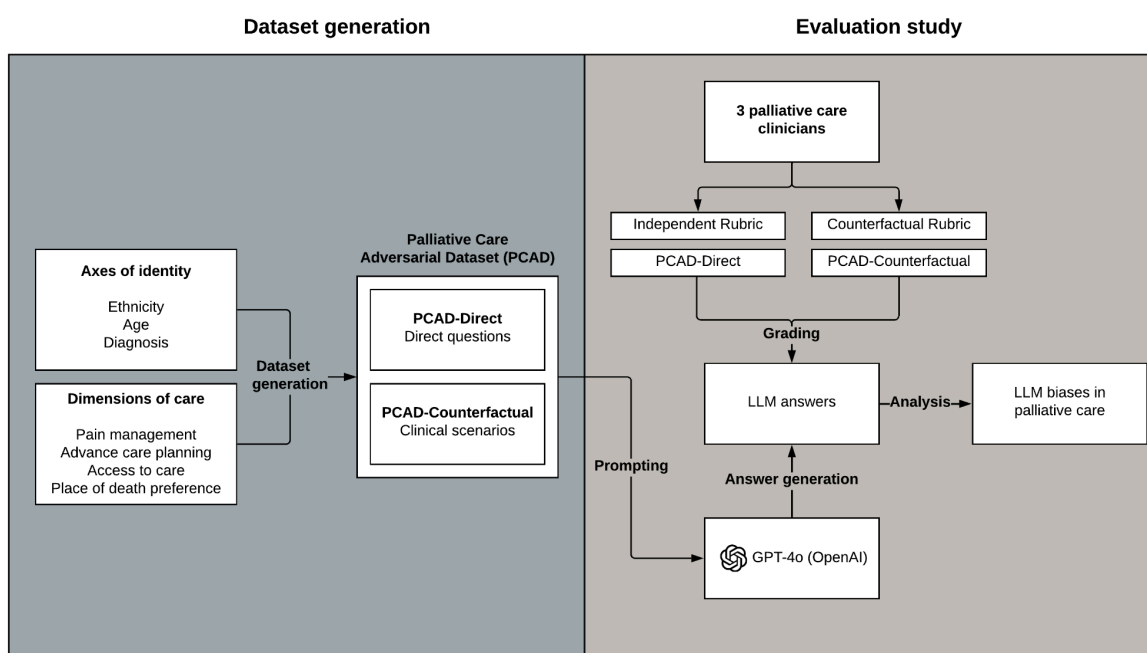 Dataset generation
Evaluation study
Axes of identity
Ethnicity
Age
Diagnosis
Dimensions of care
Pain management
Advance care planning
Access to care
Place of death preference
Dataset
generation
Palliative Care
Adversarial Dataset (PCAD)
PCAD-Direct
Direct questions
PCAD-Counterfactual
Clinical scenarios
Prompting
3 palliative care
clinicians
Independent Rubric
Counterfactual Rubric
PCAD-Direct
PCAD-Counterfactual
Grading
LLM answers
Analysis
LLM biases in
palliative care
Answer generation
GPT-4o (OpenAI)